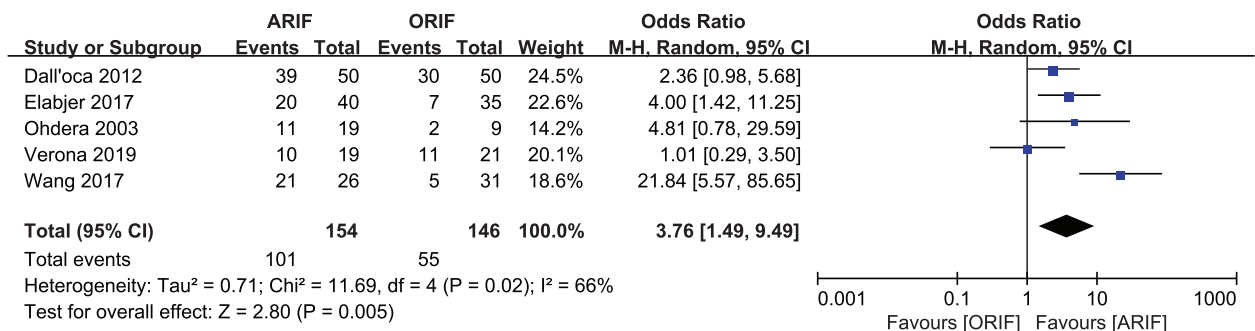 ARIF ORIF Odds Ratio Odds Ratio
Study or Subgroup Events Total Events Total Weight M-H, Random, 95% CI M-H, Random, 95% CI
Dall'oca 2012 39 50 30 50 24.5% 2.36 [0.98, 5.68]
Elabjer 2017 20 40 7 35 22.6% 4.00 [1.42, 11.25]
Ohdera 2003 11 19 2 9 14.2% 4.81 [0.78, 29.59]
Verona 2019 10 19 11 21 20.1% 1.01 [0.29, 3.50]
Wang 2017 21 26 5 31 18.6% 21.84 [5.57, 85.65]
Total (95% CI) 154 146 100.0% 3.76 [1.49, 9.49]
Total events 101 55
Heterogeneity: Tau² = 0.71; Chi² = 11.69, df = 4 (P = 0.02); I² = 66%
Test for overall effect: Z = 2.80 (P = 0.005)
0.001 0.1 1 10 1000
Favours [ORIF] Favours [ARIF]